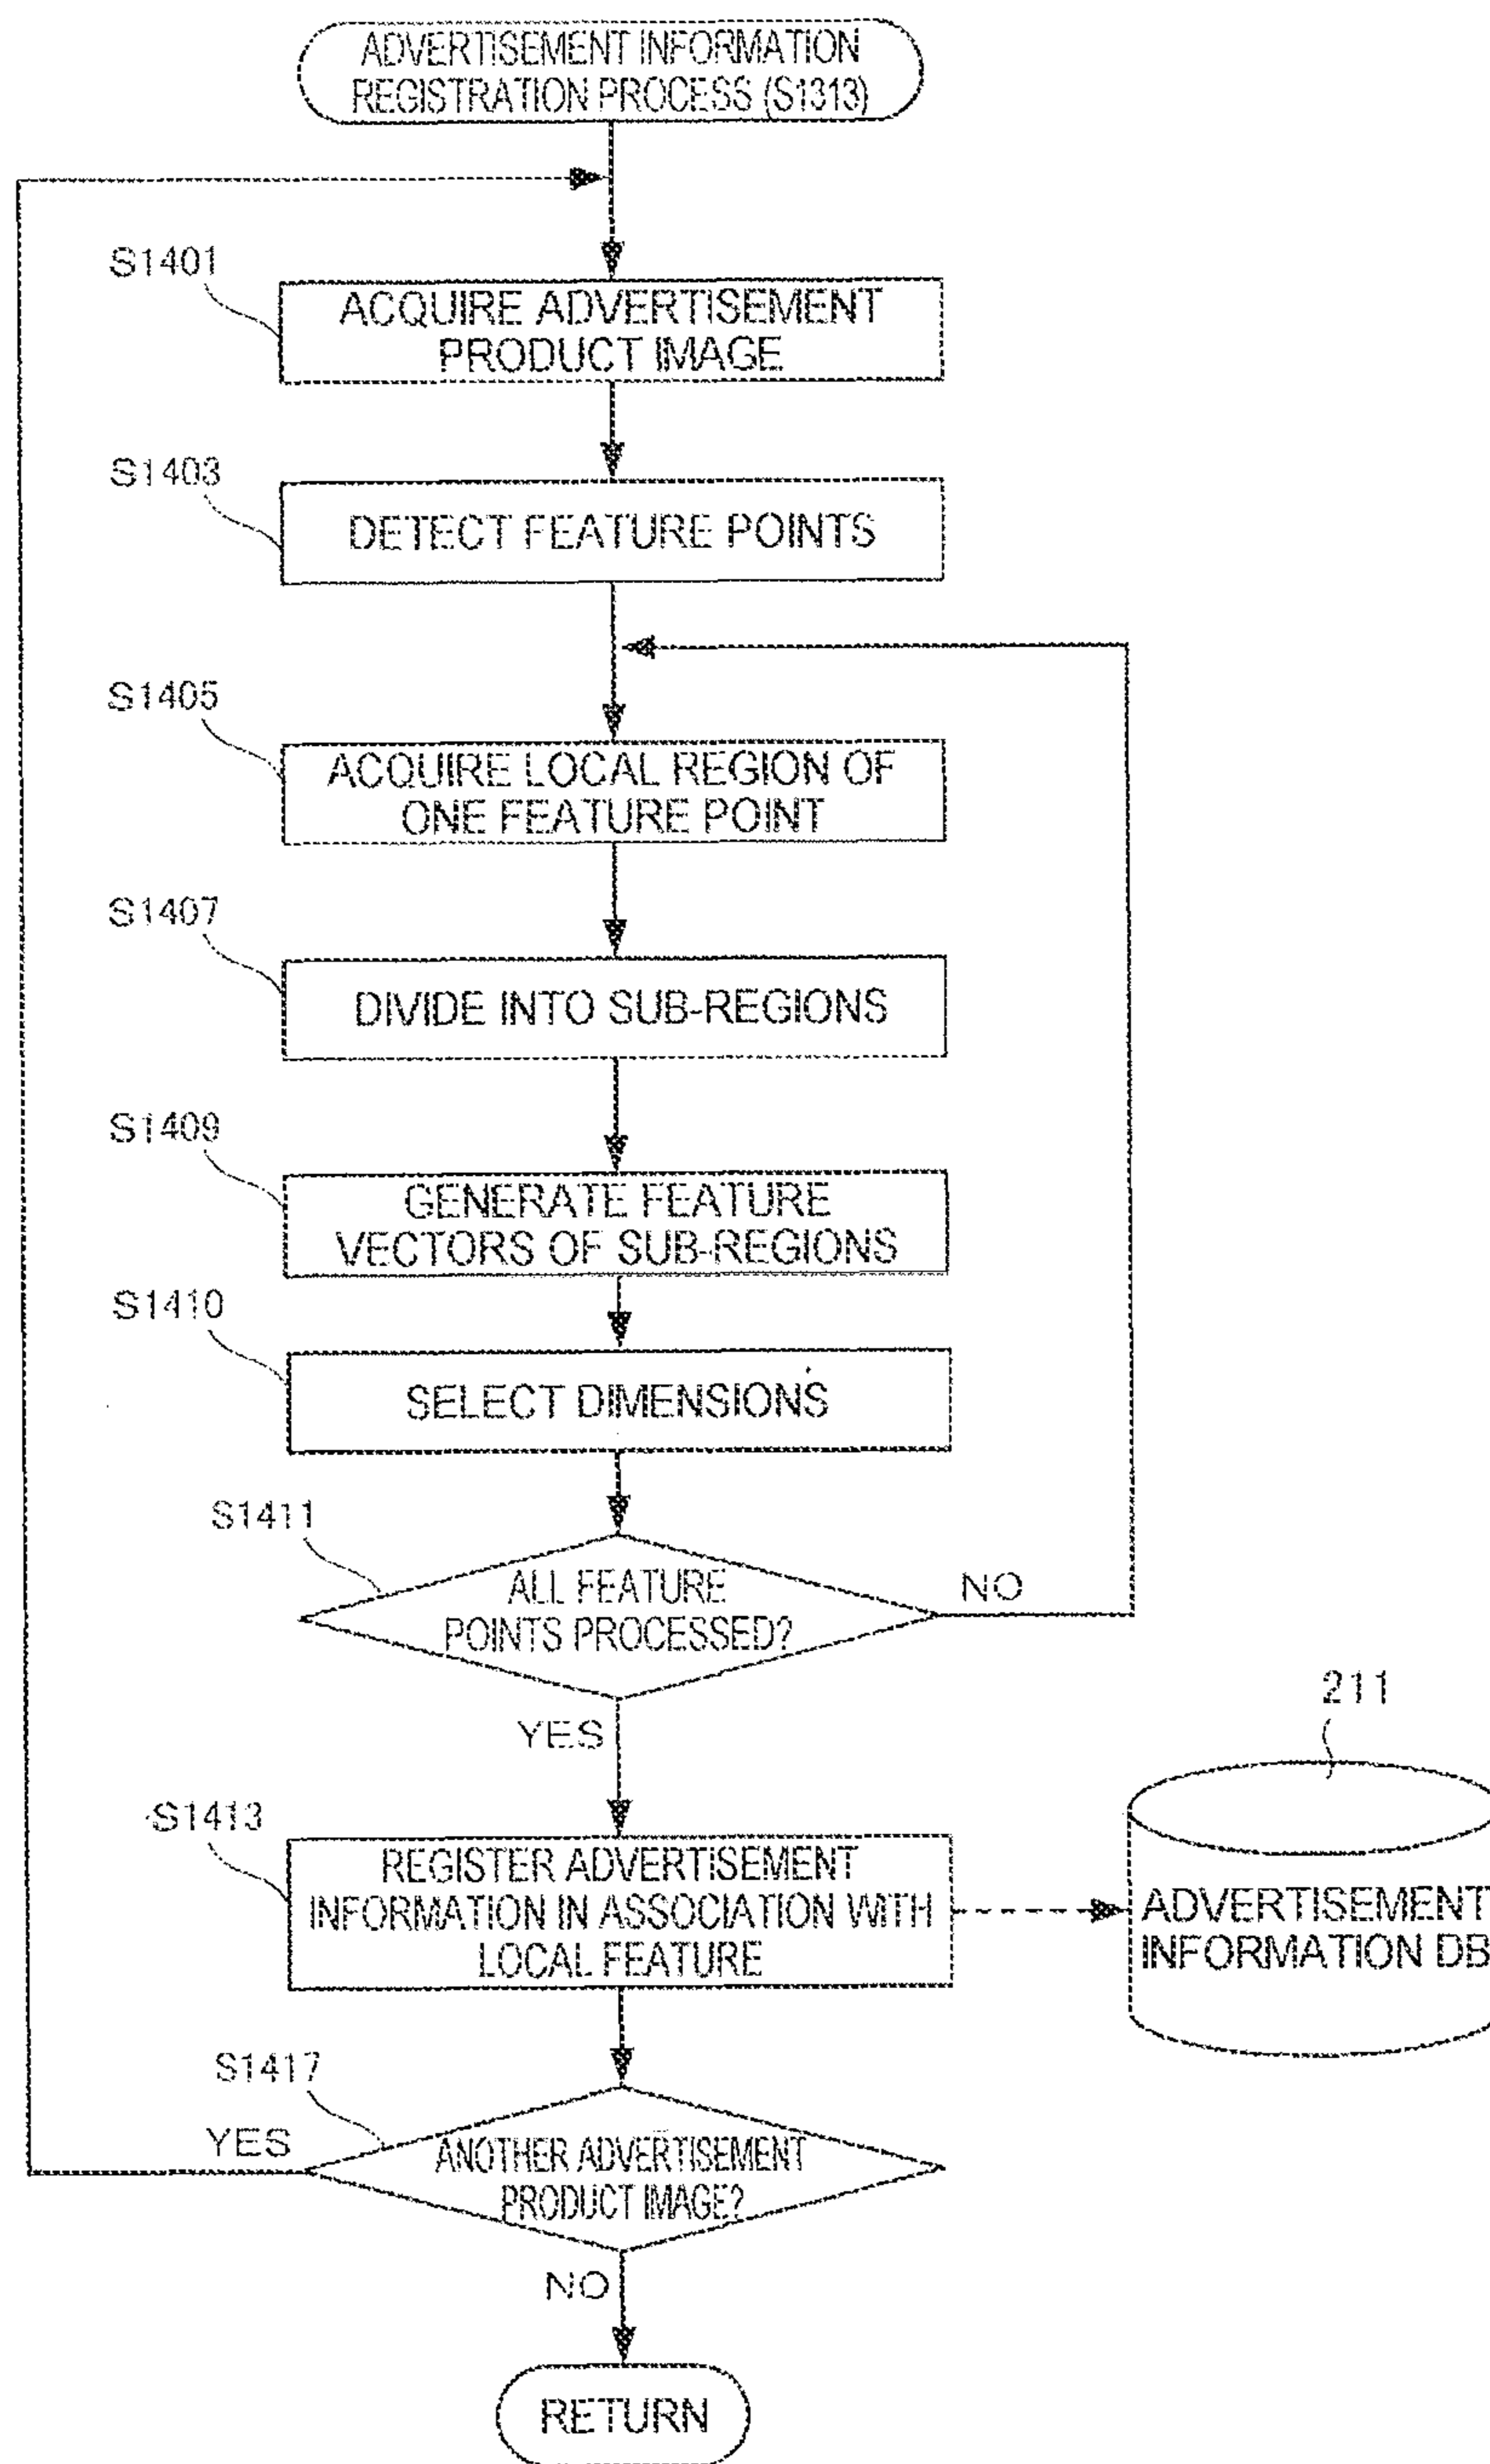 ADVERTISEMENT INFORMATION
REGISTRATION PROCESS (S1313)
S1401
ACQUIRE ADVERTISEMENT
PRODUCT IMAGE
S1403
DETECT FEATURE POINTS
S1405
ACQUIRE LOCAL REGION OF
ONE FEATURE POINT
S1407
DIVIDE INTO SUB-REGIONS
S1409
GENERATE FEATURE
VECTORS OF SUB-REGIONS
S1410
SELECT DIMENSIONS
S1411
ALL FEATURE
POINTS PROCESSED?
NO
YES
211
S1413
REGISTER ADVERTISEMENT
INFORMATION IN ASSOCIATION WITH
LOCAL FEATURE
ADVERTISEMENT
INFORMATION DB
S1417
YES
ANOTHER ADVERTISEMENT
PRODUCT IMAGE?
NO
RETURN